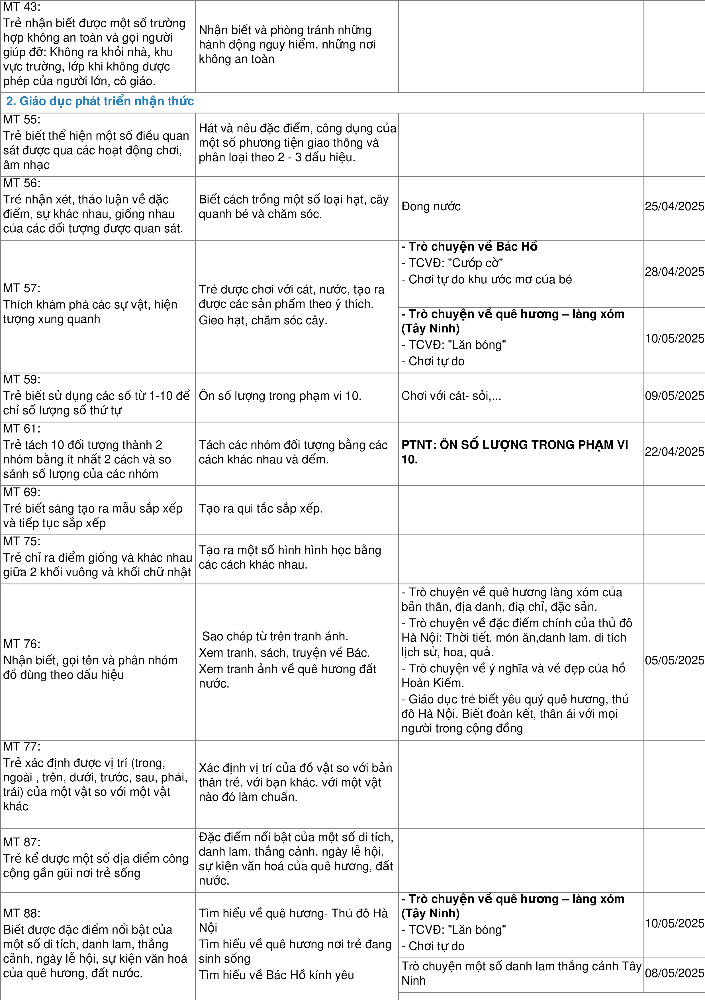 MT 43:
Trẻ nhận biết được một số trường
hợp không an toàn và gọi người
giúp đỡ: Không ra khỏi nhà, khu
vực trường, lớp khi không được
phép của người lớn, cô giáo.
Nhận biết và phòng tránh những
hành động nguy hiểm, những nơi
không an toàn
2. Giáo dục phát triển nhận thức
MT 55:
Trẻ biết thể hiện một số điều quan
sát được qua các hoạt động chơi,
âm nhạc
Hát và nêu đặc điểm, công dụng của
một số phương tiện giao thông và
phân loại theo 2 - 3 dấu hiệu.
MT 56:
Trẻ nhận xét, thảo luận về đặc
điểm, sự khác nhau, giống nhau
của các đối tượng được quan sát.
Biết cách trồng một số loại hạt, cây
quanh bé và chăm sóc.
Đong nước
25/04/2025
MT 57:
Thích khám phá các sự vật, hiện
tượng xung quanh
Trẻ được chơi với cát, nước, tạo ra
được các sản phẩm theo ý thích.
Gieo hạt, chăm sóc cây.
- Trò chuyện về Bác Hồ
- TCVĐ: "Cướp cờ"
- Chơi tự do khu ước mơ của bé
28/04/2025
- Trò chuyện về quê hương – làng xóm
(Tây Ninh)
- TCVĐ: "Lăn bóng"
- Chơi tự do
10/05/2025
MT 59:
Trẻ biết sử dụng các số từ 1-10 để
chỉ số lượng số thứ tự
Ôn số lượng trong phạm vi 10.
Chơi với cát- sỏi,...
09/05/2025
MT 61:
Trẻ tách 10 đối tượng thành 2
nhóm bằng ít nhất 2 cách và so
sánh số lượng của các nhóm
Tách các nhóm đối tượng bằng các
cách khác nhau và đếm.
PTNT: ÔN SỐ LƯỢNG TRONG PHẠM VI
10.
22/04/2025
MT 69:
Trẻ biết sáng tạo ra mẫu sắp xếp
và tiếp tục sắp xếp
Tạo ra qui tắc sắp xếp.
MT 75:
Trẻ chỉ ra điểm giống và khác nhau
giữa 2 khối vuông và khối chữ nhật
Tạo ra một số hình hình học bằng
các cách khác nhau.
MT 76:
Nhận biết, gọi tên và phân nhóm
đồ dùng theo dấu hiệu
Sao chép từ trên tranh ảnh.
Xem tranh, sách, truyện về Bác.
Xem tranh ảnh về quê hương đất
nước.
- Trò chuyện về quê hương làng xóm của
bản thân, địa danh, điạ chỉ, đặc sản.
- Trò chuyện về đặc điểm chính của thủ đô
Hà Nội: Thời tiết, món ăn,danh lam, di tích
lịch sử, hoa, quả.
- Trò chuyện về ý nghĩa và vẻ đẹp của hồ
Hoàn Kiếm.
- Giáo dục trẻ biết yêu quý quê hương, thủ
đô Hà Nội. Biết đoàn kết, thân ái với mọi
người trong cộng đồng
05/05/2025
MT 77:
Trẻ xác định được vị trí (trong,
ngoài , trên, dưới, trước, sau, phải,
trái) của một vật so với một vật
khác
Xác định vị trí của đồ vật so với bản
thân trẻ, với bạn khác, với một vật
nào đó làm chuẩn.
MT 87:
Trẻ kể được một số địa điểm công
cộng gần gũi nơi trẻ sống
Đặc điểm nổi bật của một số di tích,
danh lam, thắng cảnh, ngày lễ hội,
sự kiện văn hoá của quê hương, đất
nước.
MT 88:
Biết được đặc điểm nổi bật của
một số di tích, danh lam, thắng
cảnh, ngày lễ hội, sự kiện văn hoá
của quê hương, đất nước.
Tìm hiểu về quê hương- Thủ đô Hà
Nội
Tìm hiểu về quê hương nơi trẻ đang
sinh sống
Tìm hiểu về Bác Hồ kính yêu
- Trò chuyện về quê hương – làng xóm
(Tây Ninh)
- TCVĐ: "Lăn bóng"
- Chơi tự do
10/05/2025
Trò chuyện một số danh lam thắng cảnh Tây
Ninh
08/05/2025